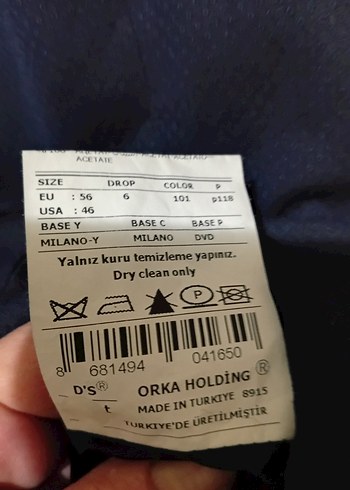 ACETATE
SIZE DROP COLOR P
EU : 56 6 101 P118
USA : 46
BASE Y BASE C BASE P
MILANO-Y MILANO DVD
Yalnız kuru temizleme yapınız.
Dry clean only
P
8 681494 041650 ®
D'S® ORKA HOLDİNG
t MADE IN TURKIYE 8915
TURKIYE'DE ÜRETİLMİŞTİR